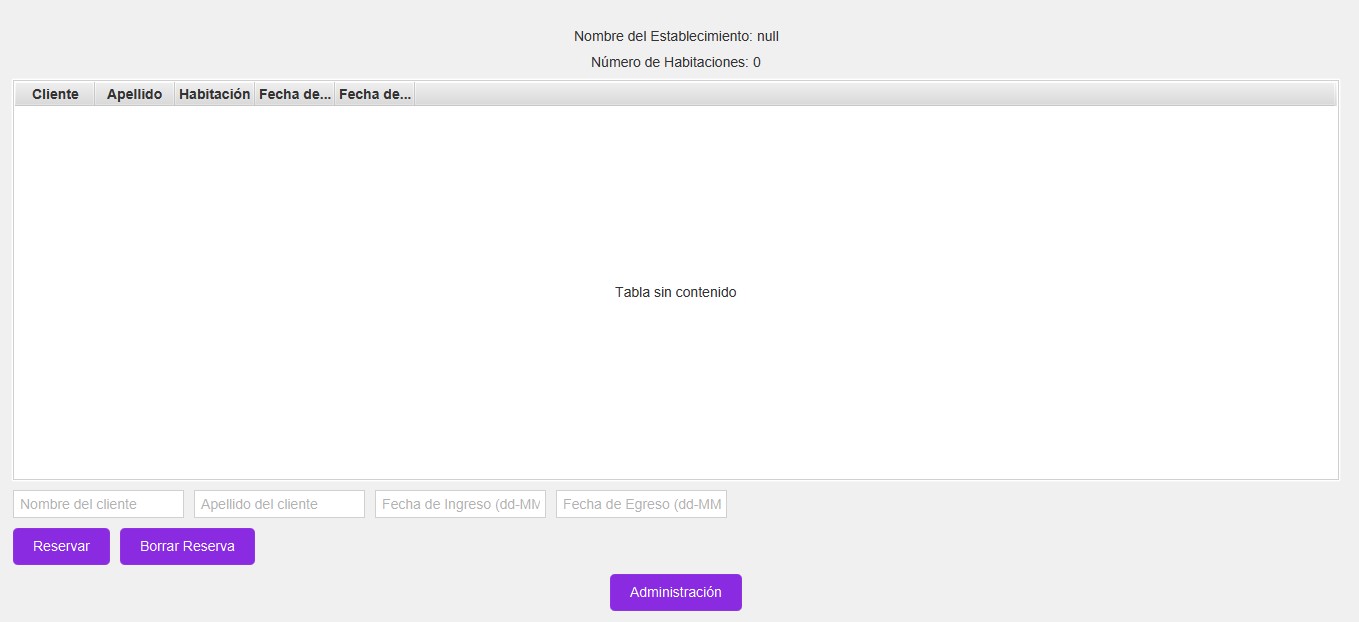 Nombre del Establecimiento: null
Número de Habitaciones: 0
Cliente Apellido Habitación Fecha de... Fecha de...
Tabla sin contenido
Nombre del cliente Apellido del cliente Fecha de Ingreso (dd-MM Fecha de Egreso (dd-MM
Reservar Borrar Reserva
Administración